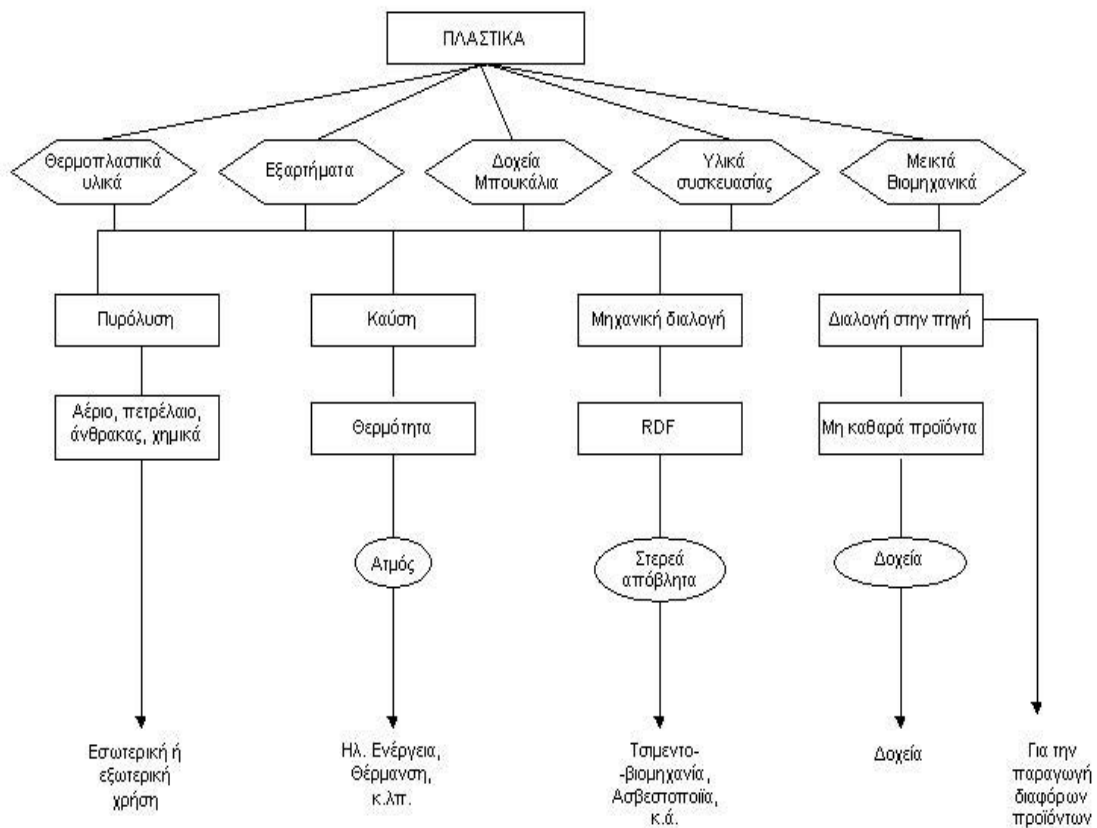 ΠΛΑΣΤΙΚΑ
Θερμοπλαστικά
υλικά
Εξαρτήματα
Δοχεία
Μπουκάλια
Υλικά
συσκευασίας
Μεικτά
Βιομηχανικά
Πυρόλυση
Καύση
Μηχανική διαλογή
Διαλογή στην πηγή
Αέριο, πετρέλαιο,
άνθρακας, χημικά
Θερμότητα
RDF
Μη καθαρά προϊόντα
Ατμός
Στερεά
απόβλητα
Δοχεία
Εσωτερική ή
εξωτερική
χρήση
Ηλ. Ενέργεια,
Θέρμανση,
κ.λπ.
Τσιμεντο-
-βιομηχανία,
Ασβεστοποιϊα,
κ.ά.
Δοχεία
Για την
παραγωγή
διαφόρων
προϊόντων